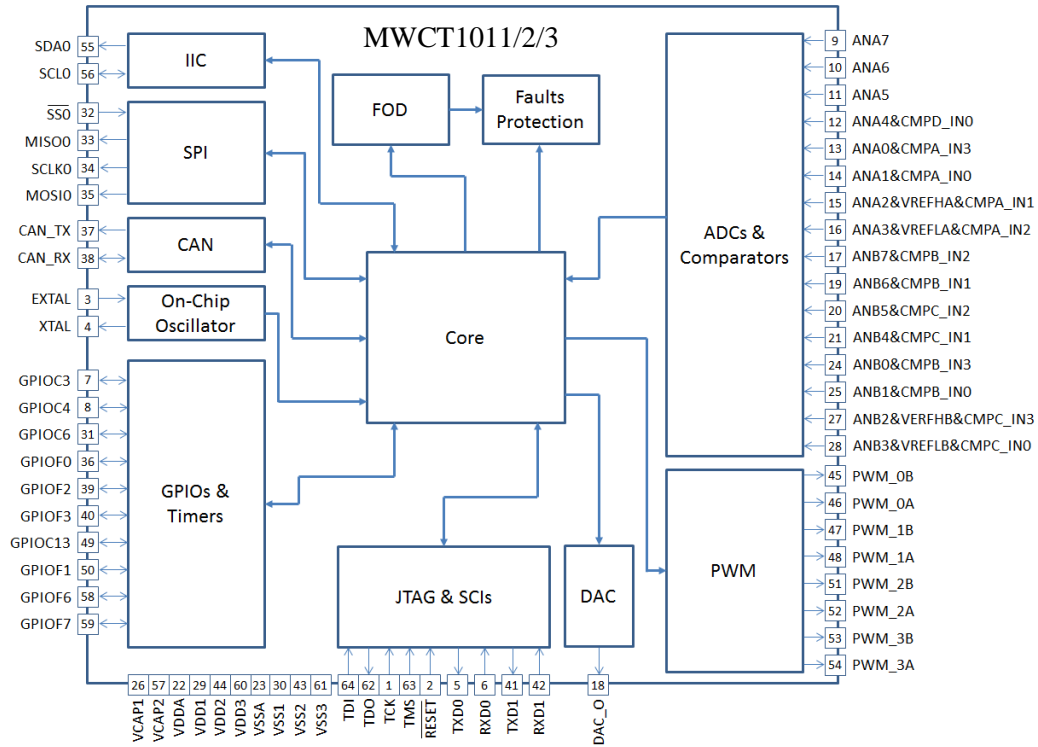 MWCT1011/2/3
SDA0 55
SCL0 56
IIC
SS0 32
MISO0 33
SCLK0 34
MOSI0 35
SPI
CAN_TX 37
CAN_RX 38
CAN
EXTAL 3
XTAL 4
On-Chip
Oscillator
GPIOC3 7
GPIOC4 8
GPIOC6 31
GPIOF0 36
GPIOF2 39
GPIOF3 40
GPIOC13 49
GPIOF1 50
GPIOF6 58
GPIOF7 59
GPIOs &
Timers
FOD
Faults
Protection
Core
JTAG & SCIs
DAC
ADCs &
Comparators
PWM
9 ANA7
10 ANA6
11 ANA5
12 ANA4&CMPD_IN0
13 ANA0&CMPA_IN3
14 ANA1&CMPA_IN0
15 ANA2&VREFHA&CMPA_IN1
16 ANA3&VREFLA&CMPA_IN2
17 ANB7&CMPB_IN2
19 ANB6&CMPB_IN1
20 ANB5&CMPC_IN2
21 ANB4&CMPC_IN1
24 ANB0&CMPB_IN3
25 ANB1&CMPB_IN0
27 ANB2&VERFHB&CMPC_IN3
28 ANB3&VREFLB&CMPC_IN0
45 PWM_0B
46 PWM_0A
47 PWM_1B
48 PWM_1A
51 PWM_2B
52 PWM_2A
53 PWM_3B
54 PWM_3A
26 VCAP1
57 VCAP2
22 VDDA
29 VDD1
44 VDD2
60 VDD3
23 VSSA
30 VSS1
43 VSS2
61 VSS3
64 TDI
62 TDO
1 TCK
63 TMS
2 RESET
5 TXD0
6 RXD0
41 TXD1
42 RXD1
18 DAC_O